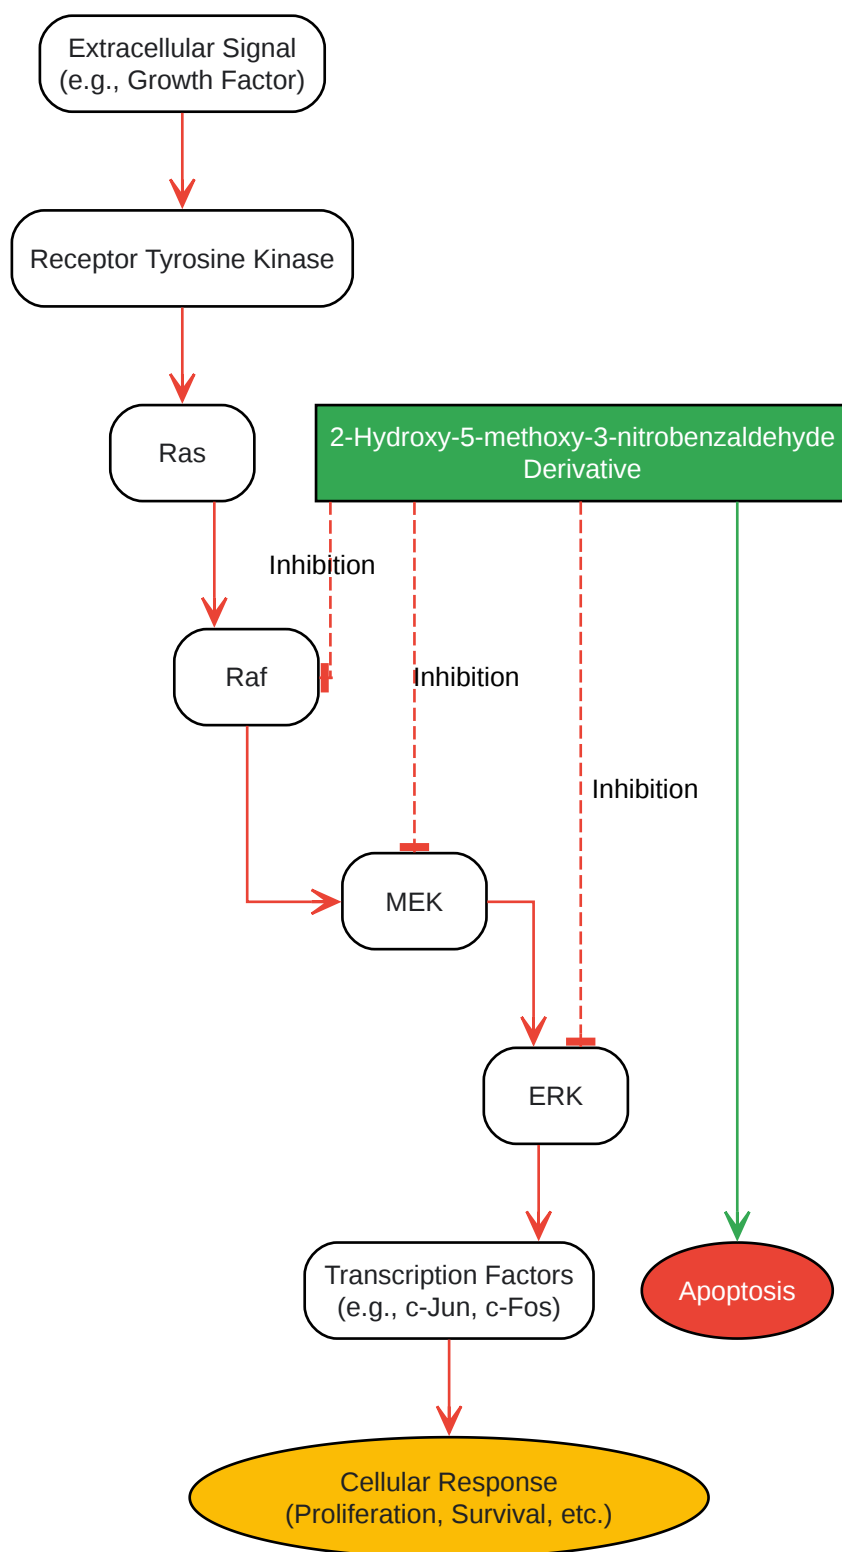 Extracellular Signal
(e.g., Growth Factor)
Receptor Tyrosine Kinase
Ras
2-Hydroxy-5-methoxy-3-nitrobenzaldehyde
Derivative
Inhibition
Raf
Inhibition
Inhibition
MEK
ERK
Transcription Factors
(e.g., c-Jun, c-Fos)
Apoptosis
Cellular Response
(Proliferation, Survival, etc.)